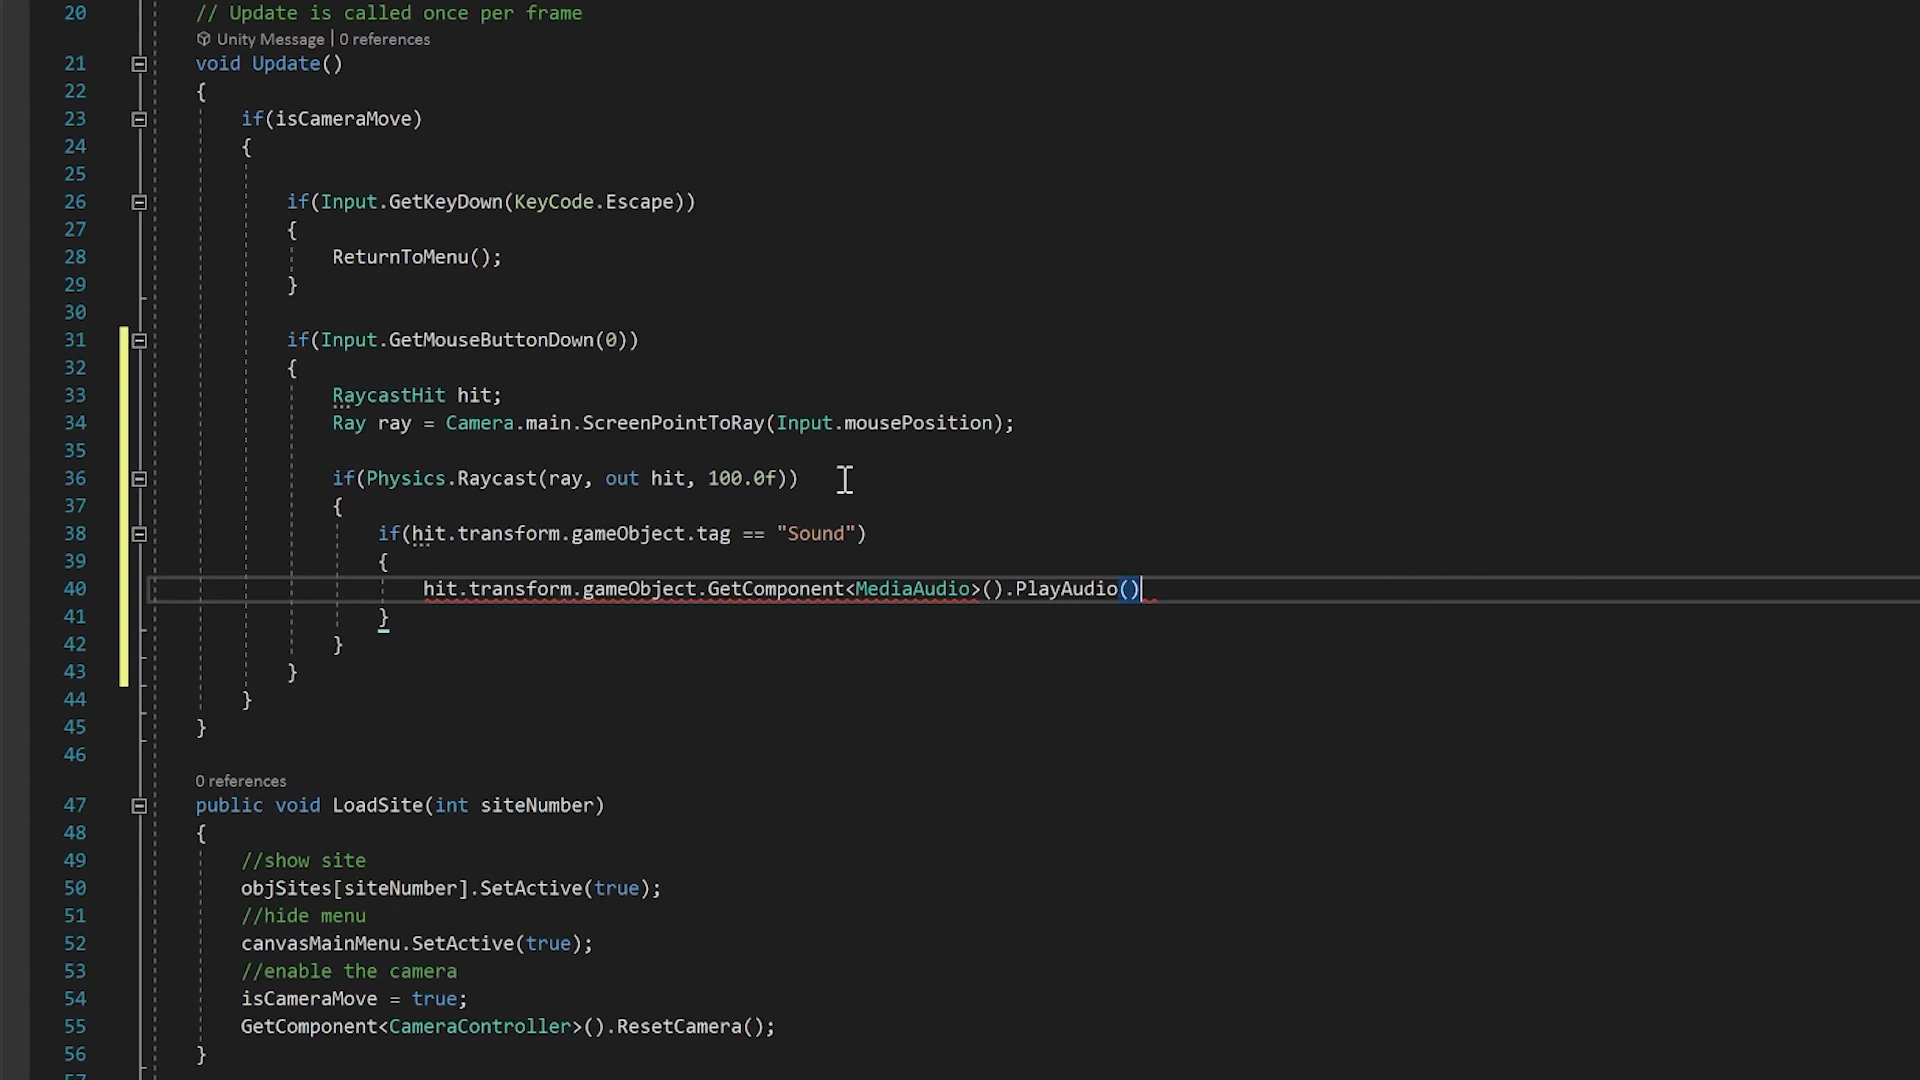 20 // Update is called once per frame
Unity Message | 0 references
21 void Update()
22 {
23 if(isCameraMove)
24 {
25
26 if(Input.GetKeyDown(KeyCode.Escape))
27 {
28 ReturnToMenu();
29 }
30
31 if(Input.GetMouseButtonDown(0))
32 {
33 RaycastHit hit;
34 Ray ray = Camera.main.ScreenPointToRay(Input.mousePosition);
35
36 if(Physics.Raycast(ray, out hit, 100.0f))
37 {
38 if(hit.transform.gameObject.tag == "Sound")
39 {
40 hit.transform.gameObject.GetComponent<MediaAudio>().PlayAudio()
41 }
42 }
43 }
44 }
45 }
46
0 references
47 public void LoadSite(int siteNumber)
48 {
49 //show site
50 objSites[siteNumber].SetActive(true);
51 //hide menu
52 canvasMainMenu.SetActive(true);
53 //enable the camera
54 isCameraMove = true;
55 GetComponent<CameraController>().ResetCamera();
56 }
57